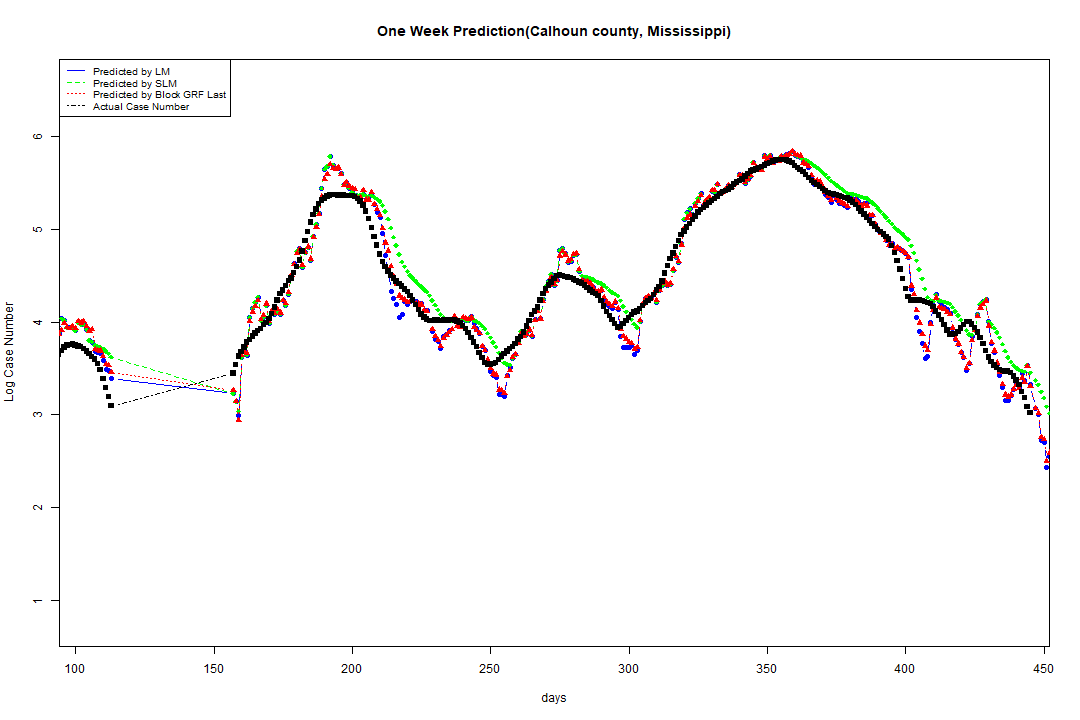 One Week Prediction(Calhoun county, Mississippi)
Predicted by LM
Predicted by SLM
Predicted by Block GRF Last
Actual Case Number
6
5
4
3
2
1
Log Case Number
100 150 200 250 300 350 400 450
days